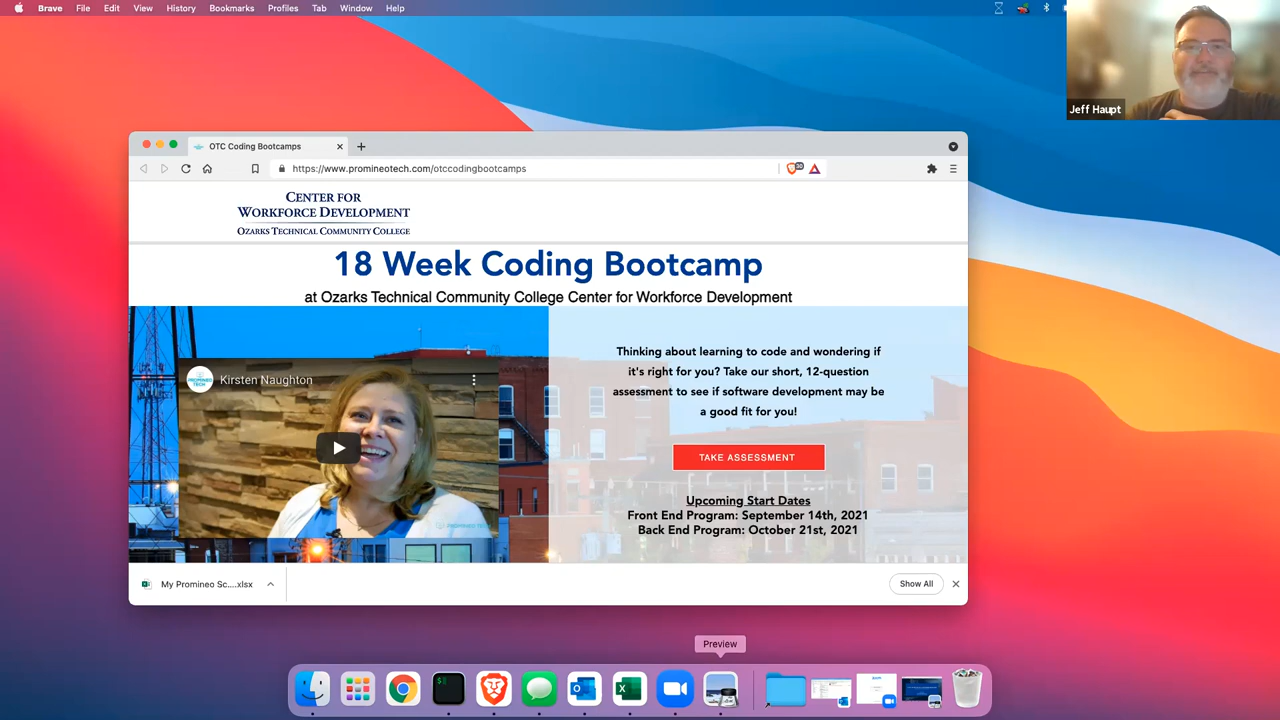 Brave File Edit View History Bookmarks Profiles Tab Window Help
Jeff Haupt
OTC Coding Bootcamps
https://www.promineotech.com/otccodingbootcamps
CENTER FOR
WORKFORCE DEVELOPMENT
OZARKS TECHNICAL COMMUNITY COLLEGE
18 Week Coding Bootcamp
at Ozarks Technical Community College Center for Workforce Development
PROMINEO
TECH
Kirsten Naughton
PROMINEO TECH
Thinking about learning to code and wondering if
it's right for you? Take our short, 12-question
assessment to see if software development may be
a good fit for you!
TAKE ASSESSMENT
Upcoming Start Dates
Front End Program: September 14th, 2021
Back End Program: October 21st, 2021
My Promineo Sc....xlsx
Show All
Preview